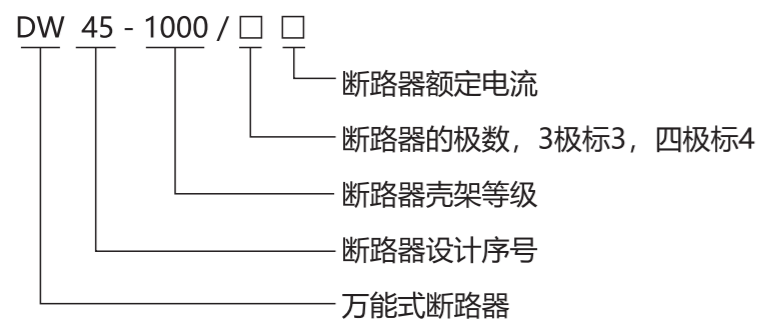 DW 45 - 1000 / □ □
断路器额定电流
断路器的极数，3极标3，四极标4
断路器壳架等级
断路器设计序号
万能式断路器